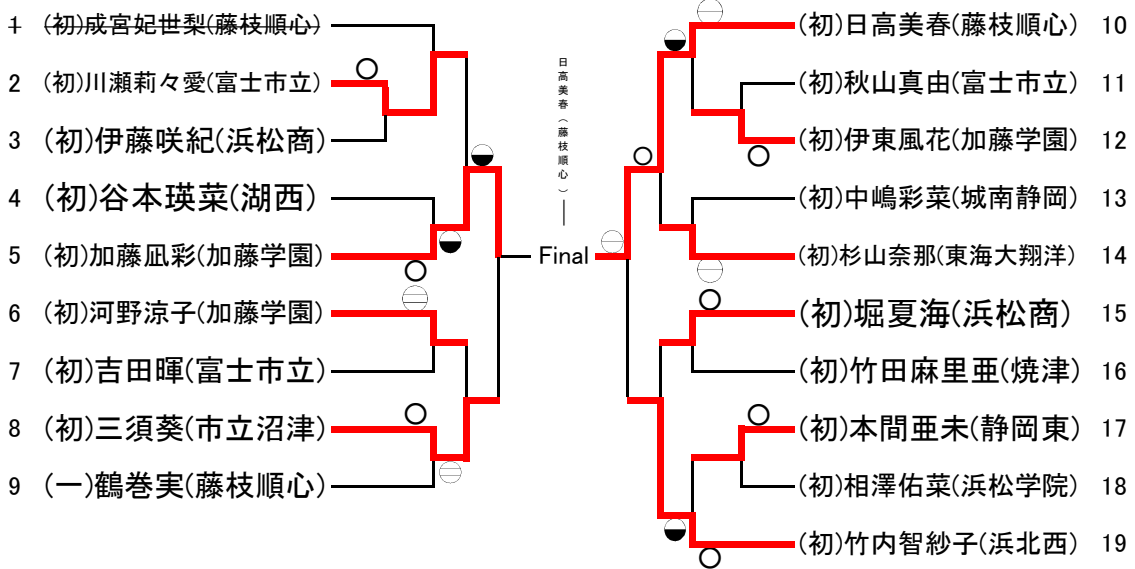 1 (初)成宮妃世梨(藤枝順心)
2 (初)川瀬莉々愛(富士市立)
3 (初)伊藤咲紀(浜松商)
4 (初)谷本瑛菜(湖西)
5 (初)加藤凪彩(加藤学園)
6 (初)河野涼子(加藤学園)
7 (初)吉田暉(富士市立)
8 (初)三須葵(市立沼津)
9 (一)鶴巻実(藤枝順心)
日高美春(藤枝順心)
Final
(初)日高美春(藤枝順心) 10
(初)秋山真由(富士市立) 11
(初)伊東風花(加藤学園) 12
(初)中嶋彩菜(城南静岡) 13
(初)杉山奈那(東海大翔洋) 14
(初)堀夏海(浜松商) 15
(初)竹田麻里亜(焼津) 16
(初)本間亜未(静岡東) 17
(初)相澤佑菜(浜松学院) 18
(初)竹内智紗子(浜北西) 19